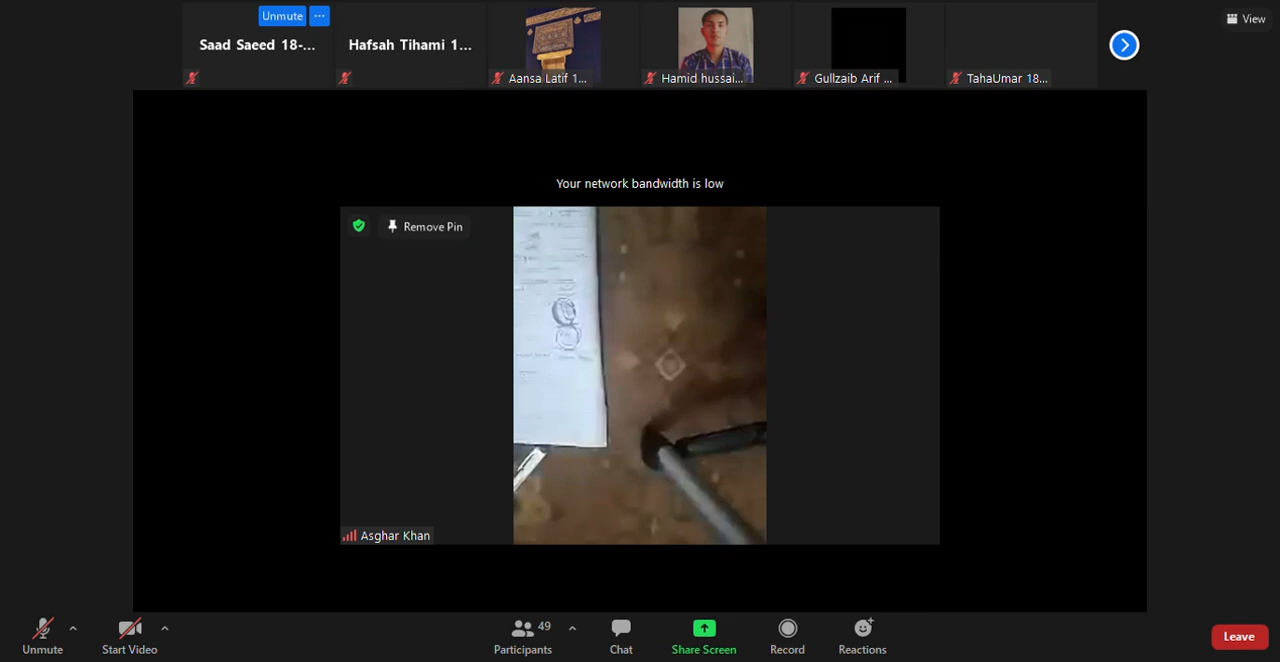 View
Unmute ...
Saad Saeed 18-...
Hafsah Tihami 1...
Aansa Latif 1...
Hamid hussai...
Gullzaib Arif ...
TahaUmar 18...
Your network bandwidth is low
Remove Pin
Asghar Khan
Unmute
Start Video
49
Participants
Chat
Share Screen
Record
Reactions
Leave